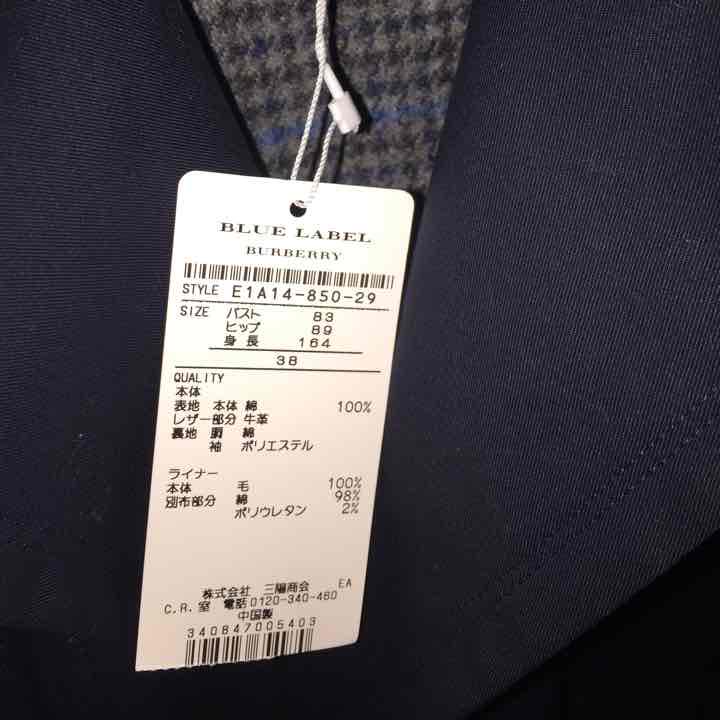 BLUE LABEL
BURBERRY
STYLE E1A14-850-29
SIZE バスト 83
ヒップ 89
身長 164
38
QUALITY
本体
表地 本体 綿 100%
レザー部分 牛革
裏地 胴 綿
袖 ポリエステル
ライナー
本体 毛 100%
別布部分 綿 98%
ポリウレタン 2%
株式会社 三陽商会 EA
C.R.室 電話0120-340-460
中国製
340847005403